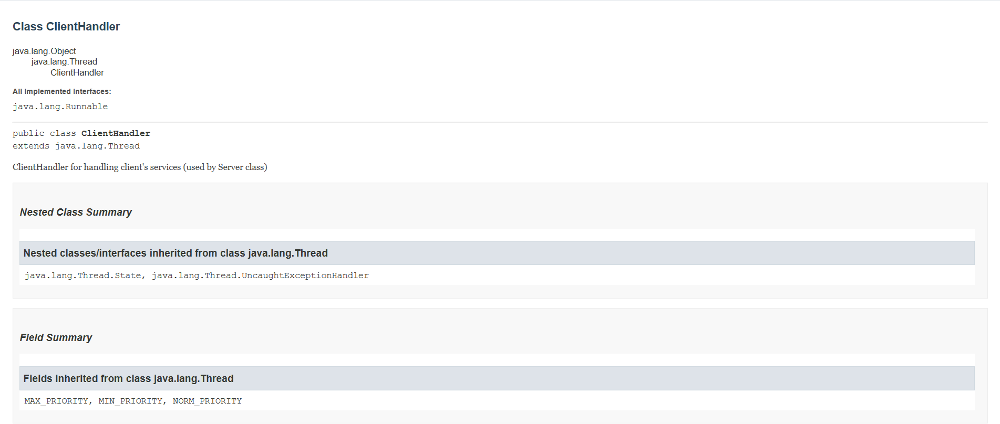 Class ClientHandler
java.lang.Object
java.lang.Thread
ClientHandler
All Implemented Interfaces:
java.lang.Runnable
public class ClientHandler
extends java.lang.Thread
ClientHandler for handling client's services (used by Server class)
Nested Class Summary
Nested classes/interfaces inherited from class java.lang.Thread
java.lang.Thread.State, java.lang.Thread.UncaughtExceptionHandler
Field Summary
Fields inherited from class java.lang.Thread
MAX_PRIORITY, MIN_PRIORITY, NORM_PRIORITY